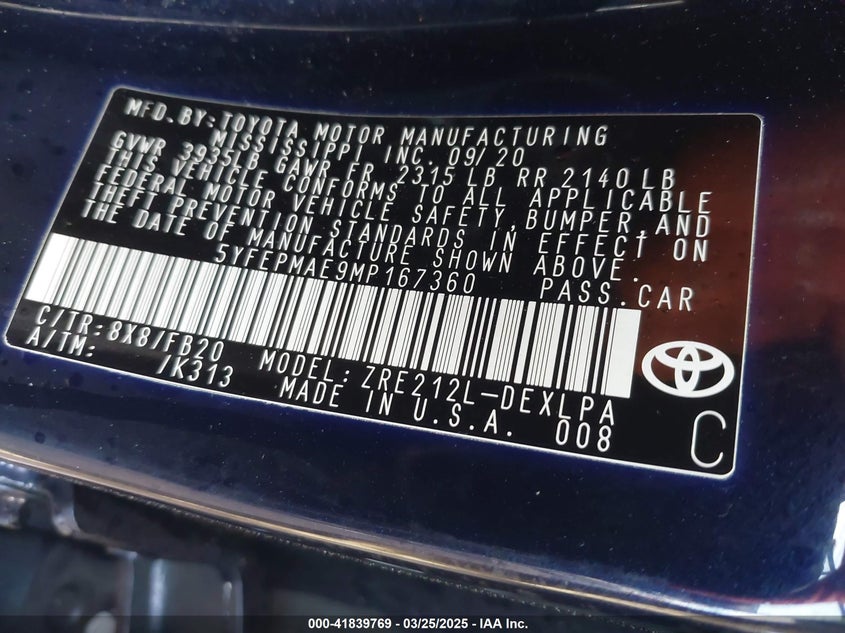 MFD.BY:TOYOTA MOTOR MANUFACTURING
MISSISSIPPI INC. 09/20
GVWR 3935LB GAWR FR 2315 LB RR 2140 LB
THIS VEHICLE CONFORMS TO ALL APPLICABLE
FEDERAL MOTOR VEHICLE SAFETY,BUMPER,AND
THEFT PREVENTION STANDARDS IN EFFECT ON
THE DATE OF MANUFACTURE SHOWN ABOVE.
5YFEPMAE9MP167360 PASS.CAR
C/TR:8X8/FB20 MODEL:ZRE212L-DEXLPA
A/TM: /K313 MADE IN U.S.A. 008
C
000-41839769 - 03/25/2025 - IAA Inc.